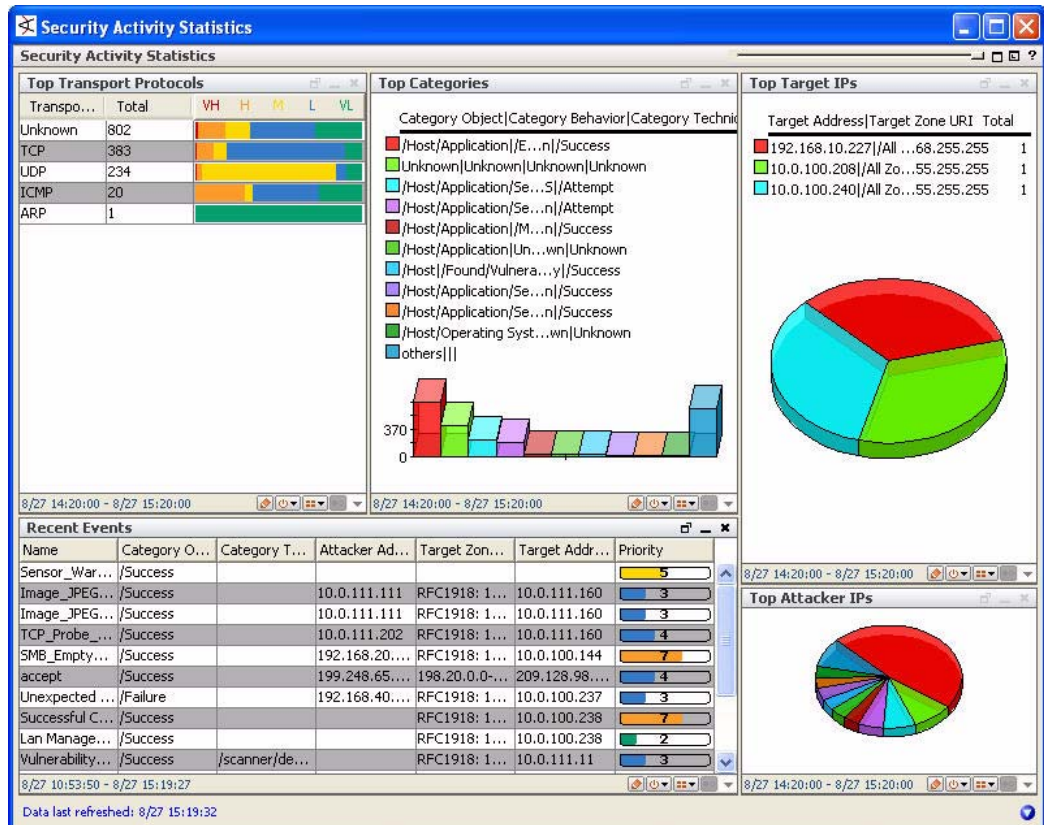 Security Activity Statistics
Security Activity Statistics
?
Top Transport Protocols
Transpo... Total VH H M L VL
Unknown 802
TCP 383
UDP 234
ICMP 20
ARP 1
8/27 14:20:00 - 8/27 15:20:00
Top Categories
Category Object|Category Behavior|Category Techni
/Host/Application|/E...n|/Success
Unknown|Unknown|Unknown|Unknown
/Host/Application/Se...S|/Attempt
/Host/Application/Se...n|/Attempt
/Host/Application|/M...n|/Success
/Host/Application|Un...wn|Unknown
/Host|/Found/Vulnera...y|/Success
/Host/Application/Se...n|/Success
/Host/Application/Se...n|/Success
/Host/Operating Syst...wn|Unknown
others|||
370
0
8/27 14:20:00 - 8/27 15:20:00
Top Target IPs
Target Address|Target Zone URI Total
192.168.10.227|/All ...68.255.255 1
10.0.100.208|/All Zo...55.255.255 1
10.0.100.240|/All Zo...55.255.255 1
8/27 14:20:00 - 8/27 15:20:00
Recent Events
Name Category O... Category T... Attacker Ad... Target Zon... Target Addr... Priority
Sensor_War... /Success 5
Image_JPEG... /Success 10.0.111.111 RFC1918: 1... 10.0.111.160 3
Image_JPEG... /Success 10.0.111.111 RFC1918: 1... 10.0.111.160 3
TCP_Probe_... /Success 10.0.111.202 RFC1918: 1... 10.0.111.160 4
SMB_Empty... /Success 192.168.20.... RFC1918: 1... 10.0.100.144 7
accept /Success 199.248.65.... 198.20.0.0-... 209.128.98.... 4
Unexpected ... /Failure 192.168.40.... RFC1918: 1... 10.0.100.237 3
Successful C... /Success RFC1918: 1... 10.0.100.238 7
Lan Manage... /Success RFC1918: 1... 10.0.100.238 2
Vulnerability... /Success /scanner/de... RFC1918: 1... 10.0.111.11 3
8/27 10:53:50 - 8/27 15:19:27
Top Attacker IPs
8/27 14:20:00 - 8/27 15:20:00
Data last refreshed: 8/27 15:19:32